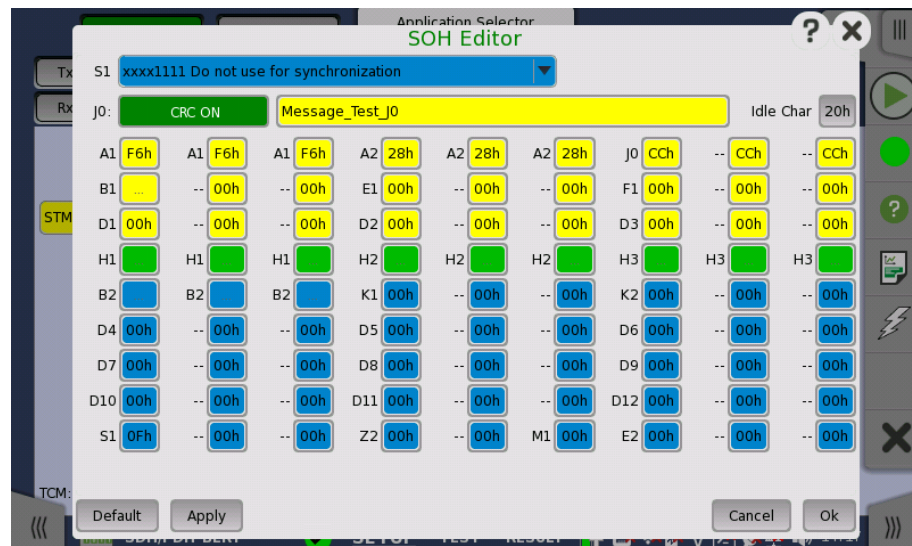 Application Selector
SOH Editor
? X
Tx
S1 xxxx1111 Do not use for synchronization
Rx
J0: CRC ON Message_Test_J0 Idle Char 20h
A1 F6h A1 F6h A1 F6h A2 28h A2 28h A2 28h J0 CCh -- CCh -- CCh
B1 ... -- 00h -- 00h E1 00h -- 00h -- 00h F1 00h -- 00h -- 00h
STM
D1 00h -- 00h -- 00h D2 00h -- 00h -- 00h D3 00h -- 00h -- 00h
H1 H1 H1 H2 H2 H2 H3 H3 H3
B2 B2 B2 K1 00h -- 00h -- 00h K2 00h -- 00h -- 00h
D4 00h -- 00h -- 00h D5 00h -- 00h -- 00h D6 00h -- 00h -- 00h
D7 00h -- 00h -- 00h D8 00h -- 00h -- 00h D9 00h -- 00h -- 00h
D10 00h -- 00h -- 00h D11 00h -- 00h -- 00h D12 00h -- 00h -- 00h
S1 0Fh -- 00h -- 00h Z2 00h -- 00h M1 00h E2 00h -- 00h -- 00h
TCM:
Default Apply Cancel Ok
SETUP TEST RESULT